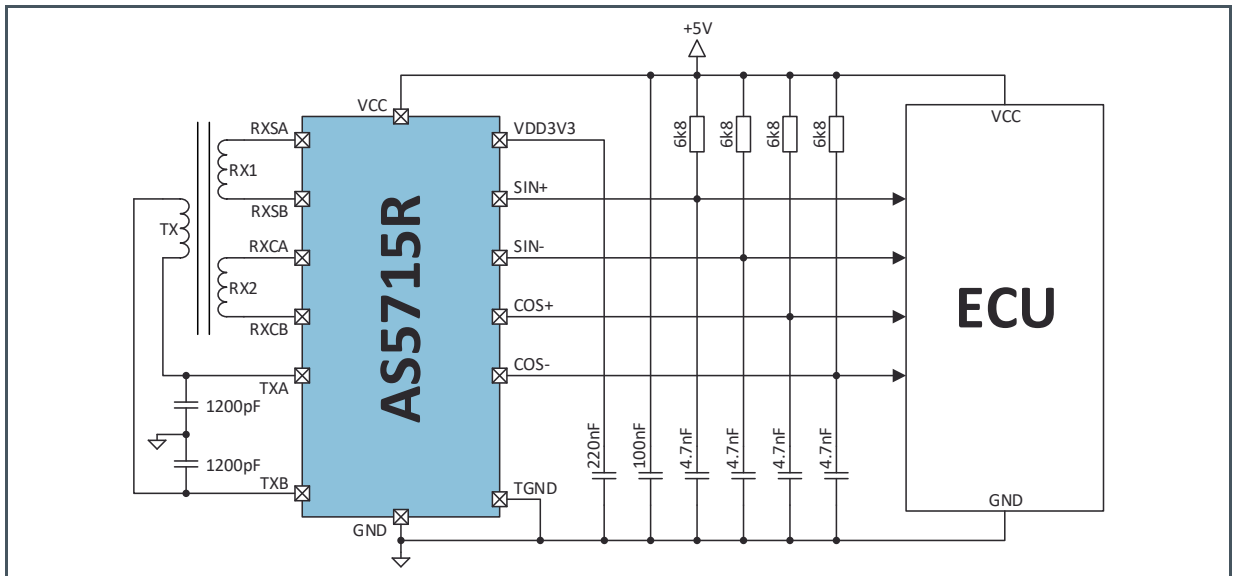 +5V
VCC
VDD3V3
RXSA
RX1
RXSB
SIN+
TX
RXCA
SIN-
RX2
RXCB
COS+
TXA
COS-
1200pF
1200pF
TXB
TGND
GND
AS5715R
6k8
6k8
6k8
6k8
220nF
100nF
4.7nF
4.7nF
4.7nF
4.7nF
VCC
ECU
GND